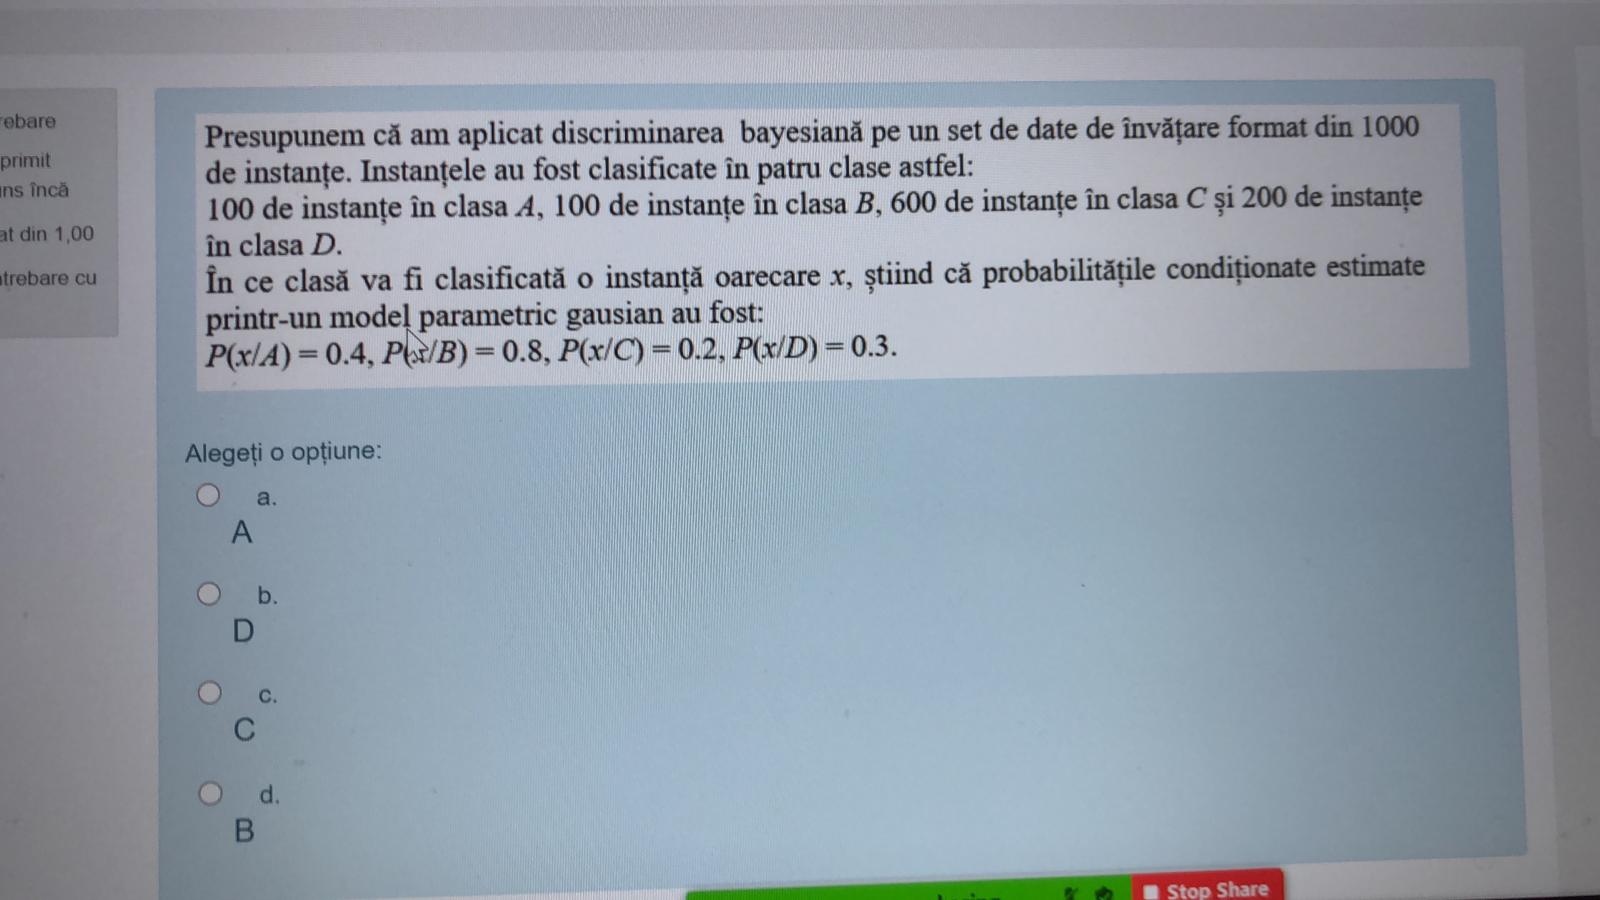 rebare
primit
ns încă
at din 1,00
trebare cu
Presupunem că am aplicat discriminarea bayesiană pe un set de date de învățare format din 1000
de instanțe. Instanțele au fost clasificate în patru clase astfel:
100 de instanțe în clasa A, 100 de instanțe în clasa B, 600 de instanțe în clasa C și 200 de instanțe
în clasa D.
În ce clasă va fi clasificată o instanță oarecare x, știind că probabilitățile condiționate estimate
printr-un model parametric gausian au fost:
P(x/A) = 0.4, P(x/B) = 0.8, P(x/C) = 0.2, P(x/D) = 0.3.
Alegeți o opțiune:
a.
A
b.
D
c.
C
d.
B
Stop Share